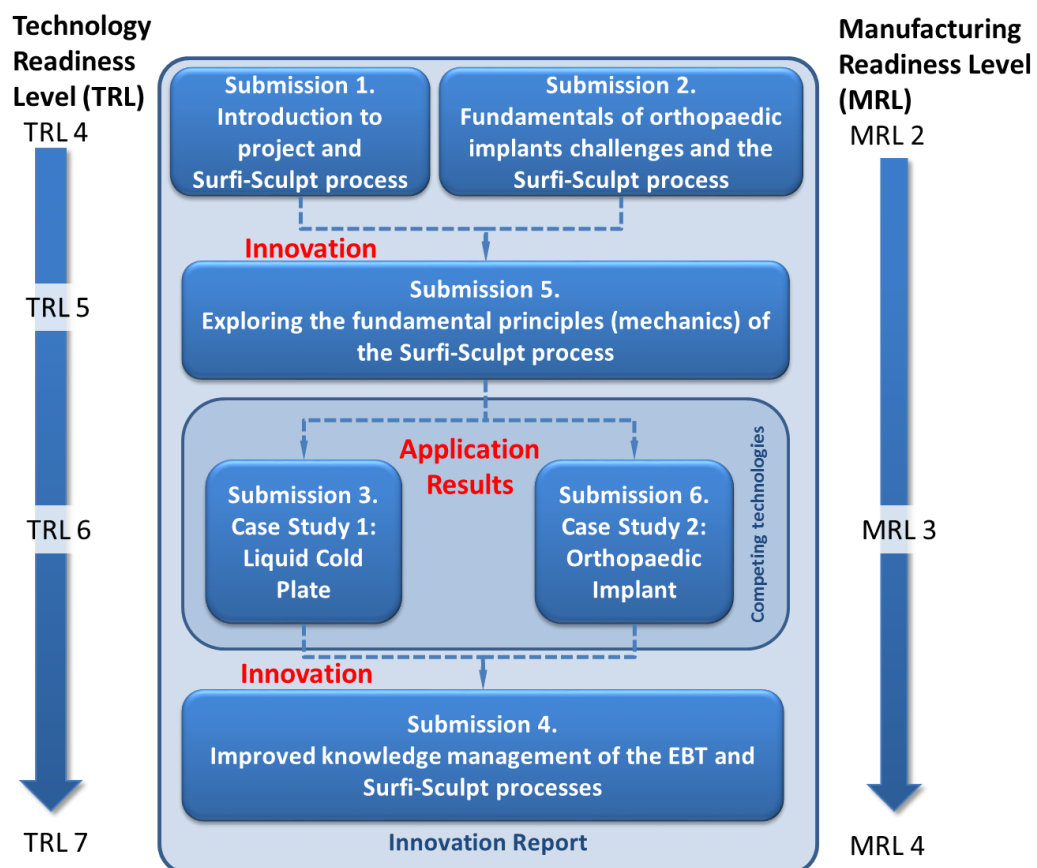 Technology
Readiness
Level (TRL)
TRL 4
TRL 5
TRL 6
TRL 7
Submission 1.
Introduction to
project and
Surfi-Sculpt process
Submission 2.
Fundamentals of orthopaedic
implants challenges and the
Surfi-Sculpt process
Innovation
Submission 5.
Exploring the fundamental principles (mechanics) of
the Surfi-Sculpt process
Application
Results
Submission 3.
Case Study 1:
Liquid Cold
Plate
Submission 6.
Case Study 2:
Orthopaedic
Implant
Competing technologies
Innovation
Submission 4.
Improved knowledge management of the EBT and
Surfi-Sculpt processes
Innovation Report
Manufacturing
Readiness Level
(MRL)
MRL 2
MRL 3
MRL 4